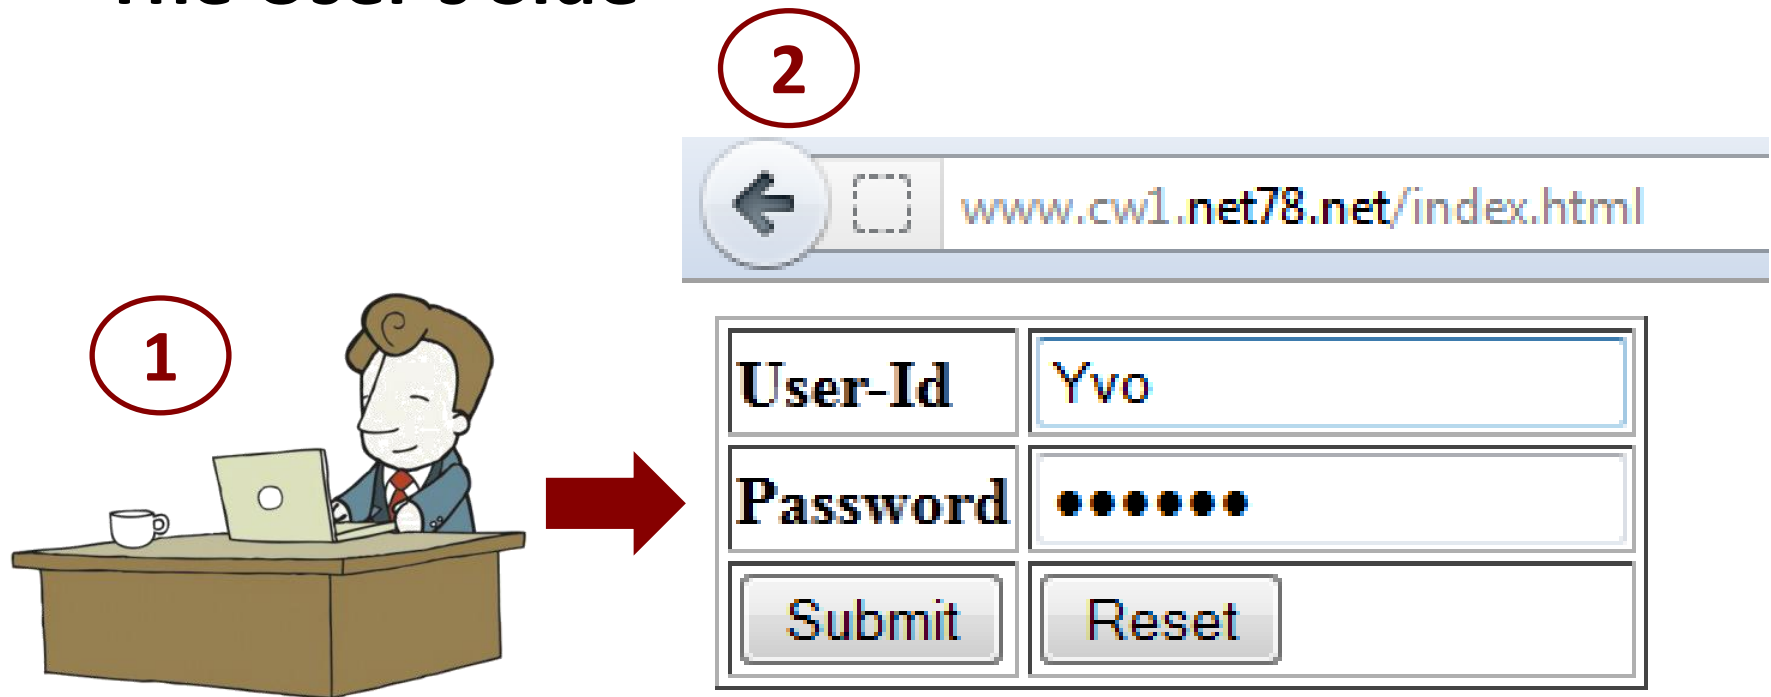 2
www.cw1.net78.net/index.html
1
User-Id Yvo
Password ••••••
Submit Reset